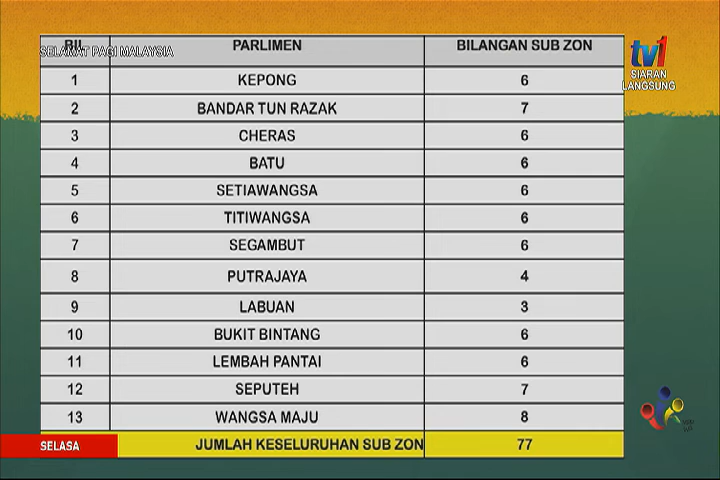 BIL PARLIMEN BILANGAN SUB ZON
SELAMAT PAGI MALAYSIA
tv1
SIARAN
LANGSUNG
1 KEPONG 6
2 BANDAR TUN RAZAK 7
3 CHERAS 6
4 BATU 6
5 SETIAWANGSA 6
6 TITIWANGSA 6
7 SEGAMBUT 6
8 PUTRAJAYA 4
9 LABUAN 3
10 BUKIT BINTANG 6
11 LEMBAH PANTAI 6
12 SEPUTEH 7
13 WANGSA MAJU 8
SELASA
JUMLAH KESELURUHAN SUB ZON 77